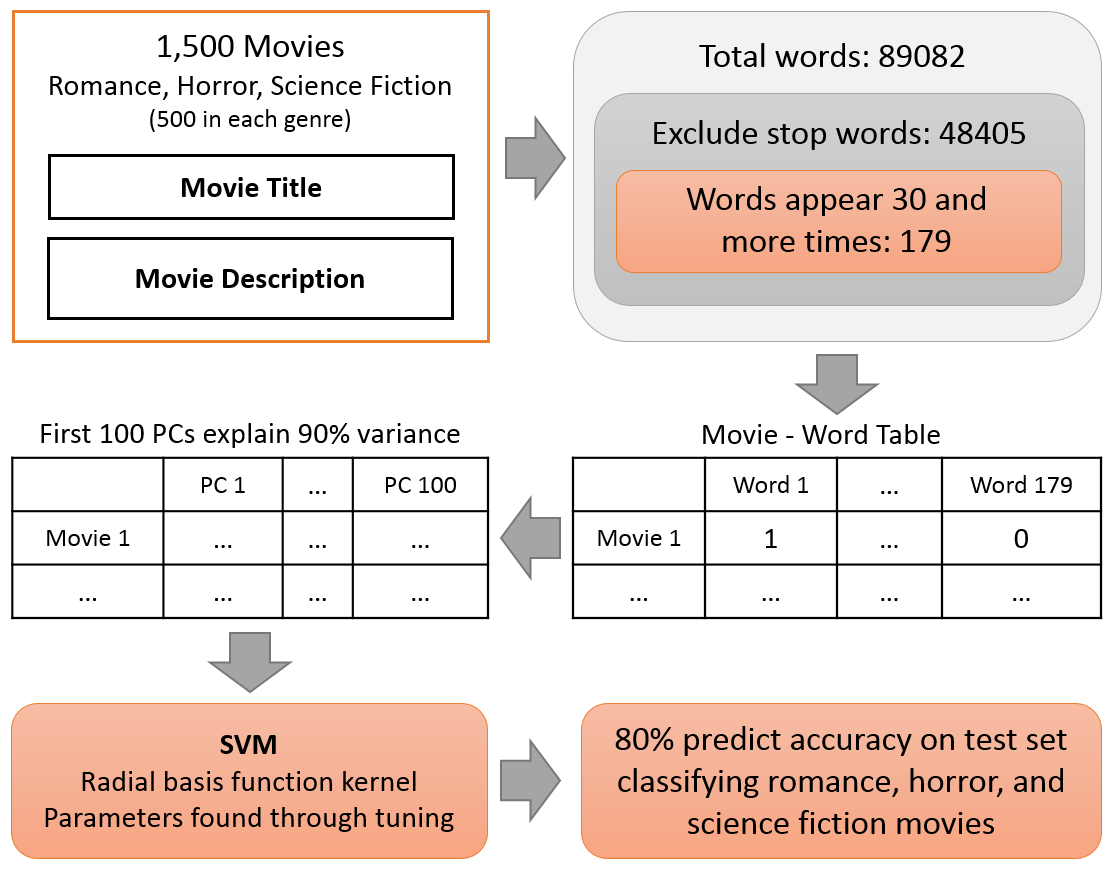 1,500 Movies
Romance, Horror, Science Fiction
(500 in each genre)
Movie Title
Movie Description
Total words: 89082
Exclude stop words: 48405
Words appear 30 and
more times: 179
Movie - Word Table
Word 1 ... Word 179
Movie 1 1 ... 0
... ... ... ...
First 100 PCs explain 90% variance
PC 1 ... PC 100
Movie 1 ... ... ...
... ... ... ...
SVM
Radial basis function kernel
Parameters found through tuning
80% predict accuracy on test set
classifying romance, horror, and
science fiction movies